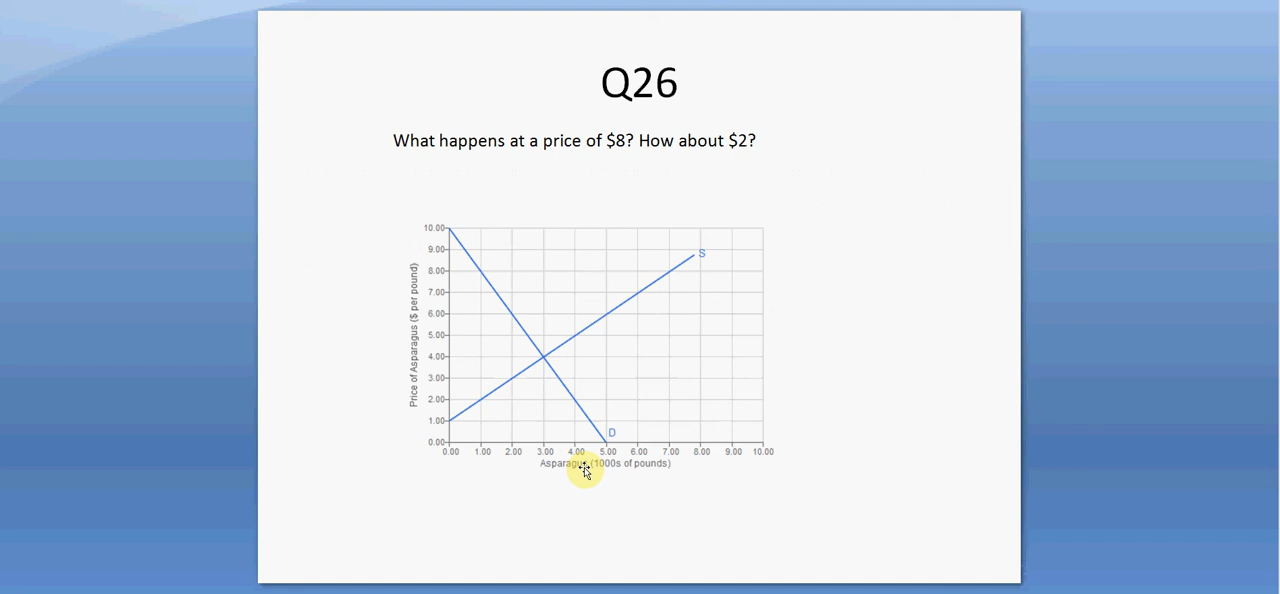 Q26
What happens at a price of $8? How about $2?
Price of Asparagus ($ per pound)
10.00
9.00
8.00
7.00
6.00
5.00
4.00
3.00
2.00
1.00
0.00
S
D
0.00 1.00 2.00 3.00 4.00 5.00 6.00 7.00 8.00 9.00 10.00
Asparagus (1000s of pounds)